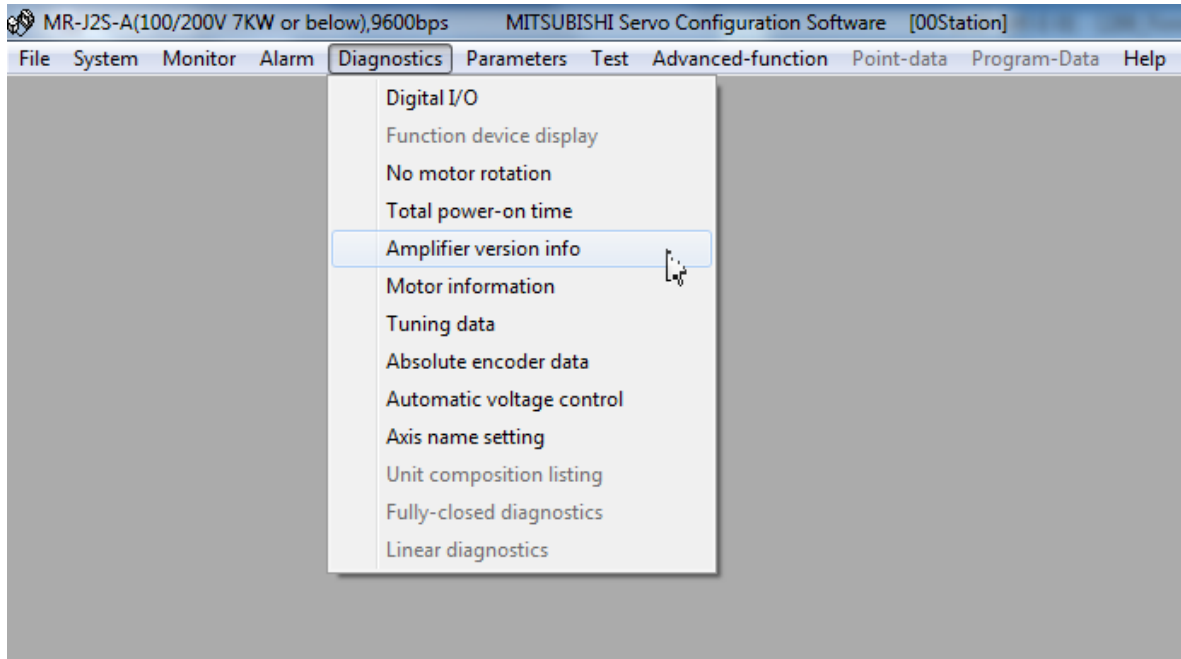 MR-J2S-A(100/200V 7KW or below),9600bps MITSUBISHI Servo Configuration Software [00Station]
File System Monitor Alarm Diagnostics Parameters Test Advanced-function Point-data Program-Data Help
Digital I/O
Function device display
No motor rotation
Total power-on time
Amplifier version info
Motor information
Tuning data
Absolute encoder data
Automatic voltage control
Axis name setting
Unit composition listing
Fully-closed diagnostics
Linear diagnostics